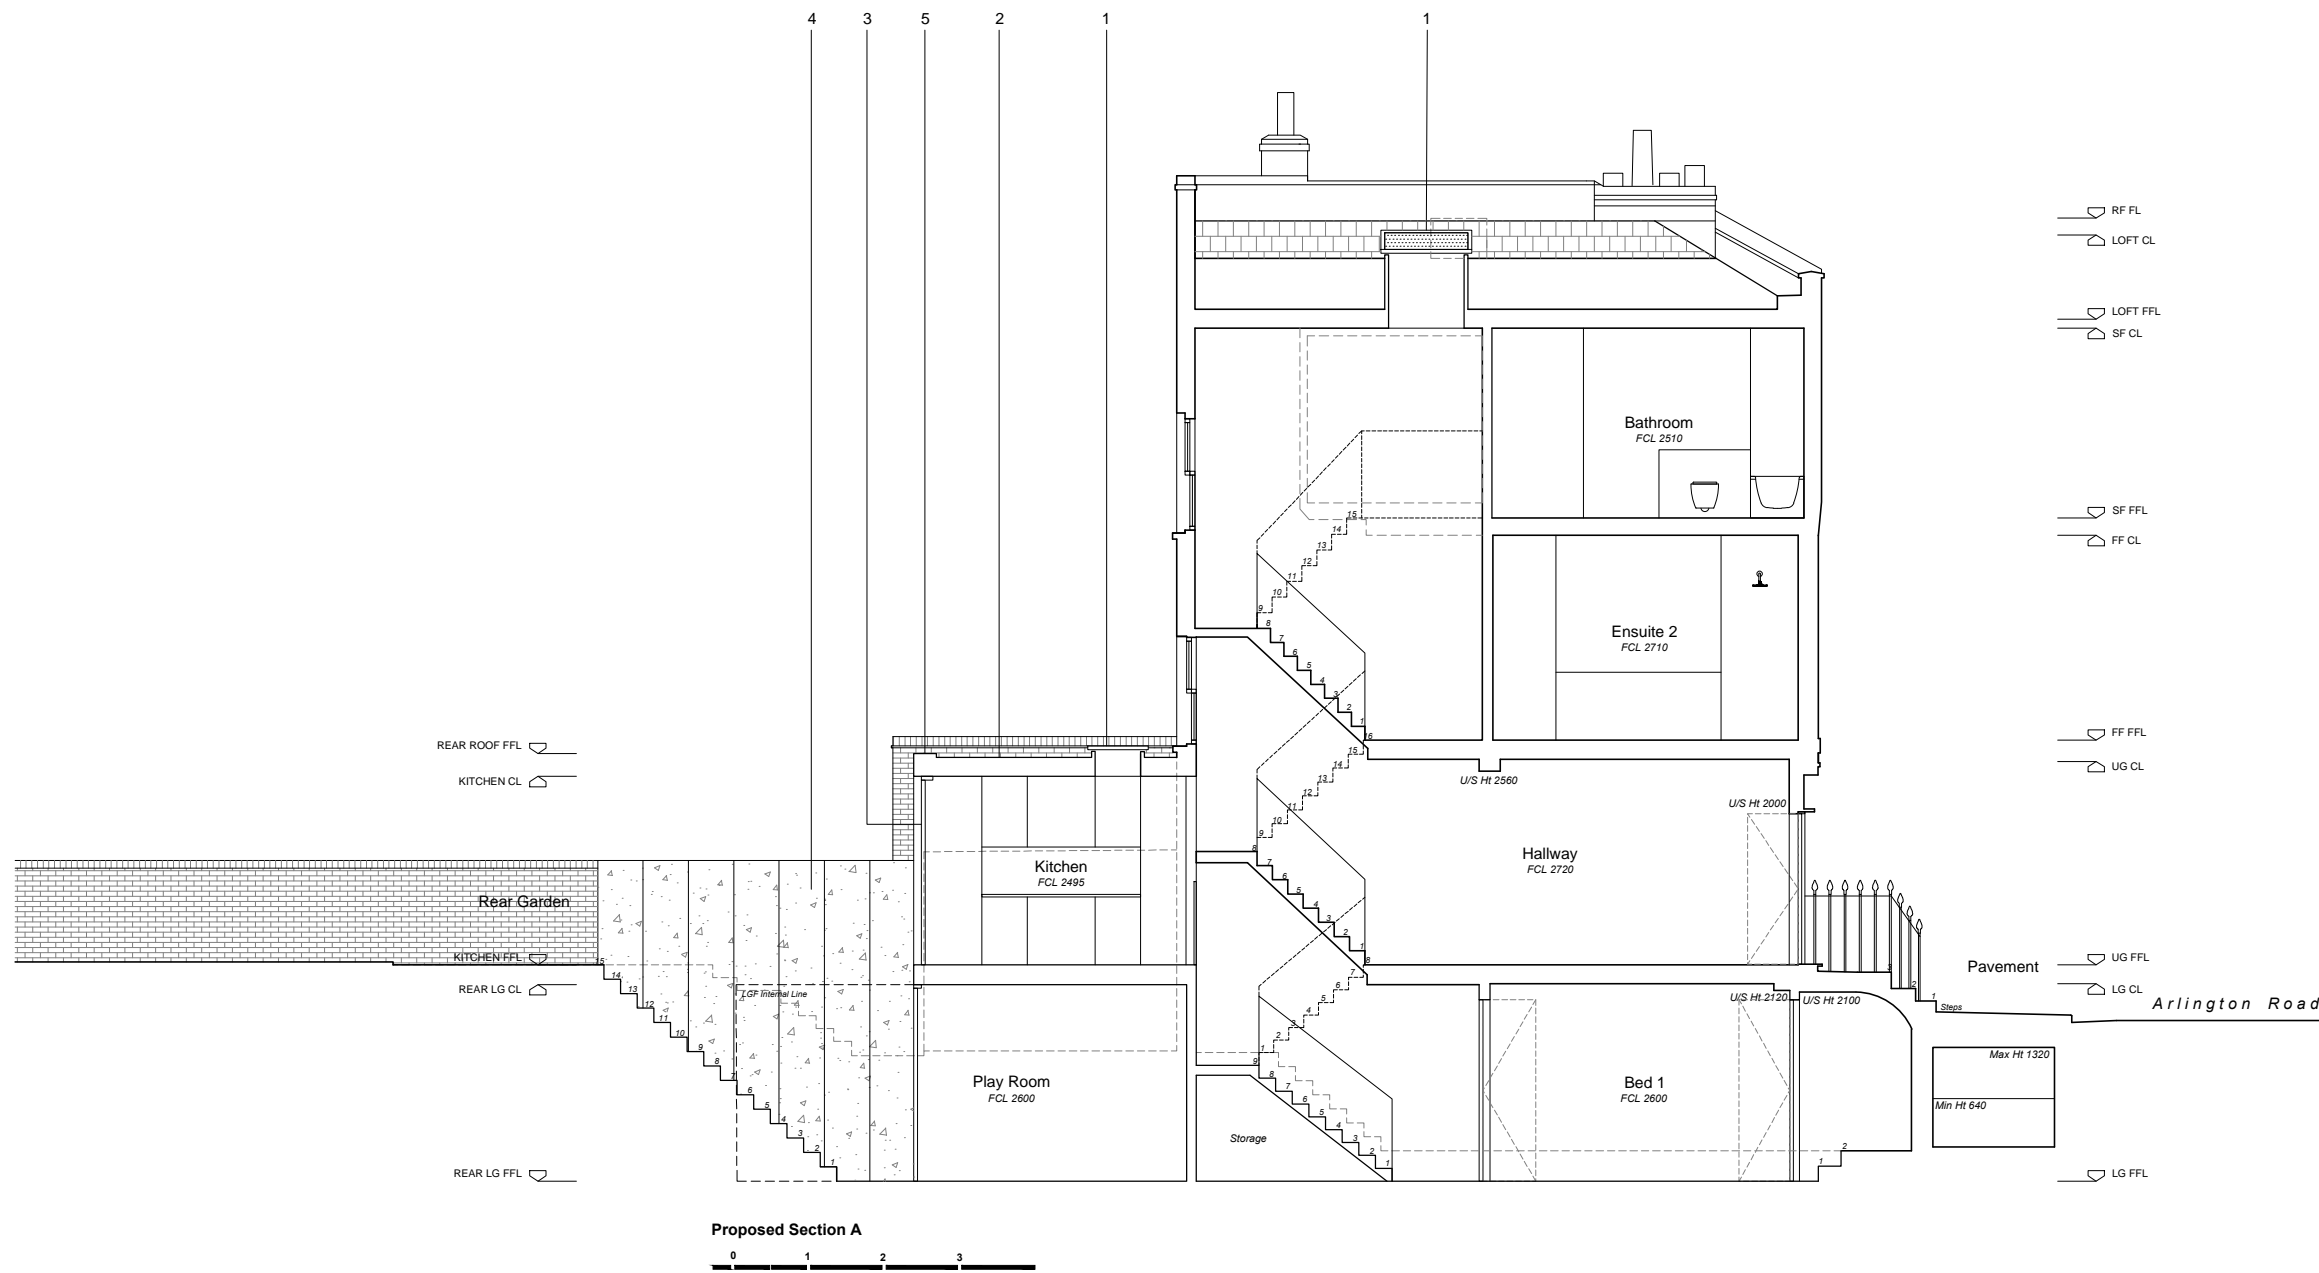 4 3 5 2 1 1
RF FL
LOFT CL
LOFT FFL
SF CL
Bathroom
FCL 2510
SF FFL
FF CL
15
14
13
12
11
10
9
8
7
6
5
4
3
2
1
16
Ensuite 2
FCL 2710
REAR ROOF FFL
KITCHEN CL
FF FFL
UG CL
15
14
13
12
11
10
9
8
7
6
5
4
3
2
1
8
U/S Ht 2560
U/S Ht 2000
Hallway
FCL 2720
Kitchen
FCL 2495
Rear Garden
KITCHEN FFL
REAR LG CL
UG FFL
LG CL
Pavement
3
2
1
Steps
Arlington Road
U/S Ht 2120
U/S Ht 2100
LGF Internal Line
15
14
13
12
11
10
9
8
7
6
5
4
3
2
1
7
6
5
4
3
2
1
9
8
7
6
5
4
3
2
1
Play Room
FCL 2600
Storage
Bed 1
FCL 2600
Max Ht 1320
Min Ht 640
2
1
REAR LG FFL
LG FFL
Proposed Section A
0 1 2 3